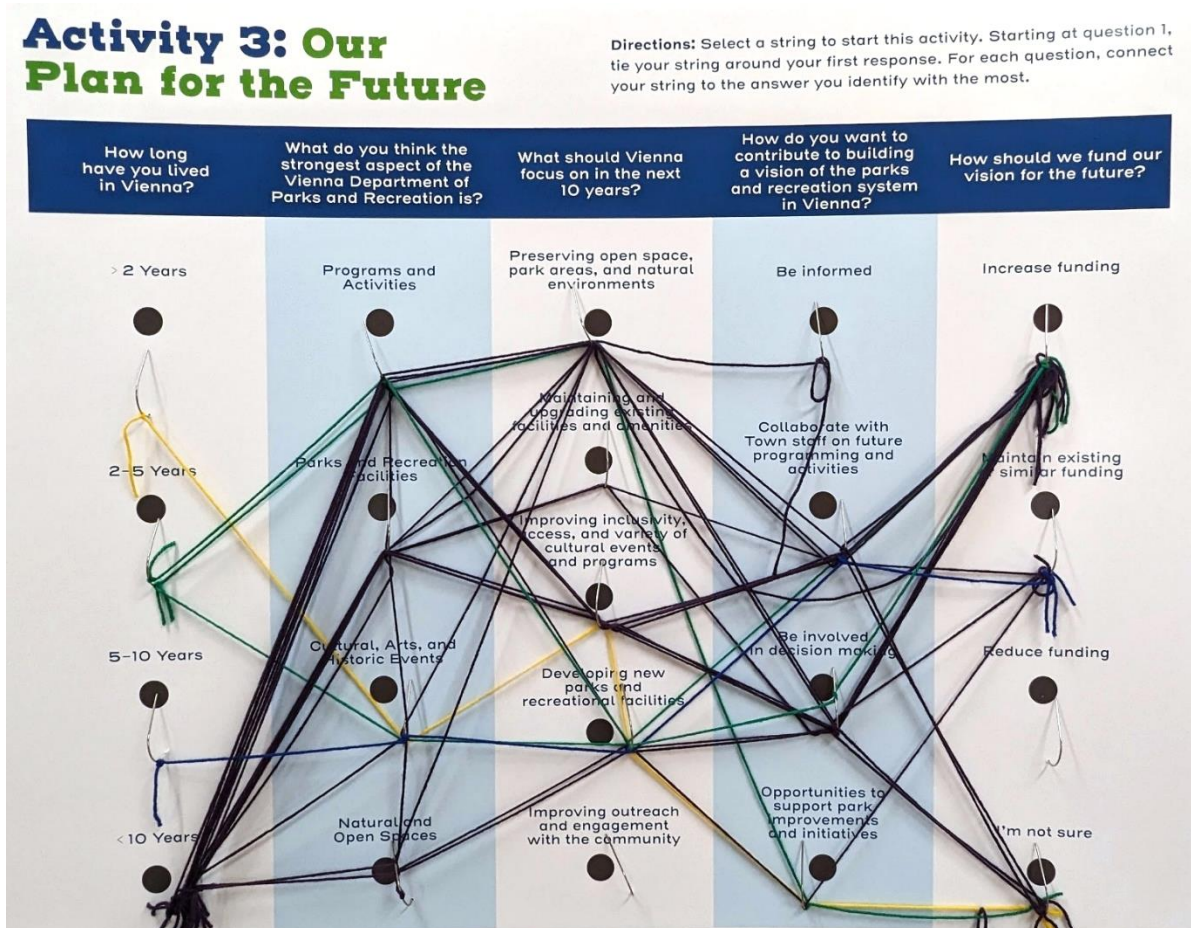 Activity 3: Our
Plan for the Future
Directions: Select a string to start this activity. Starting at question 1,
tie your string around your first response. For each question, connect
your string to the answer you identify with the most.
How long
have you lived
in Vienna?
What do you think the
strongest aspect of the
Vienna Department of
Parks and Recreation is?
What should Vienna
focus on in the next
10 years?
How do you want to
contribute to building
a vision of the parks
and recreation system
in Vienna?
How should we fund our
vision for the future?
> 2 Years
2-5 Years
5-10 Years
< 10 Years
Programs and
Activities
Parks and Recreation
Facilities
Cultural, Arts, and
Historic Events
Natural and
Open Spaces
Preserving open space,
park areas, and natural
environments
Maintaining and
upgrading existing
facilities and amenities
Improving inclusivity,
access, and variety of
cultural events
and programs
Developing new
parks and
recreational facilities
Improving outreach
and engagement
with the community
Be informed
Collaborate with
Town staff on future
programming and
activities
Be involved
in decision making
Opportunities to
support park
improvements
and initiatives
Increase funding
Maintain existing
similar funding
Reduce funding
I'm not sure